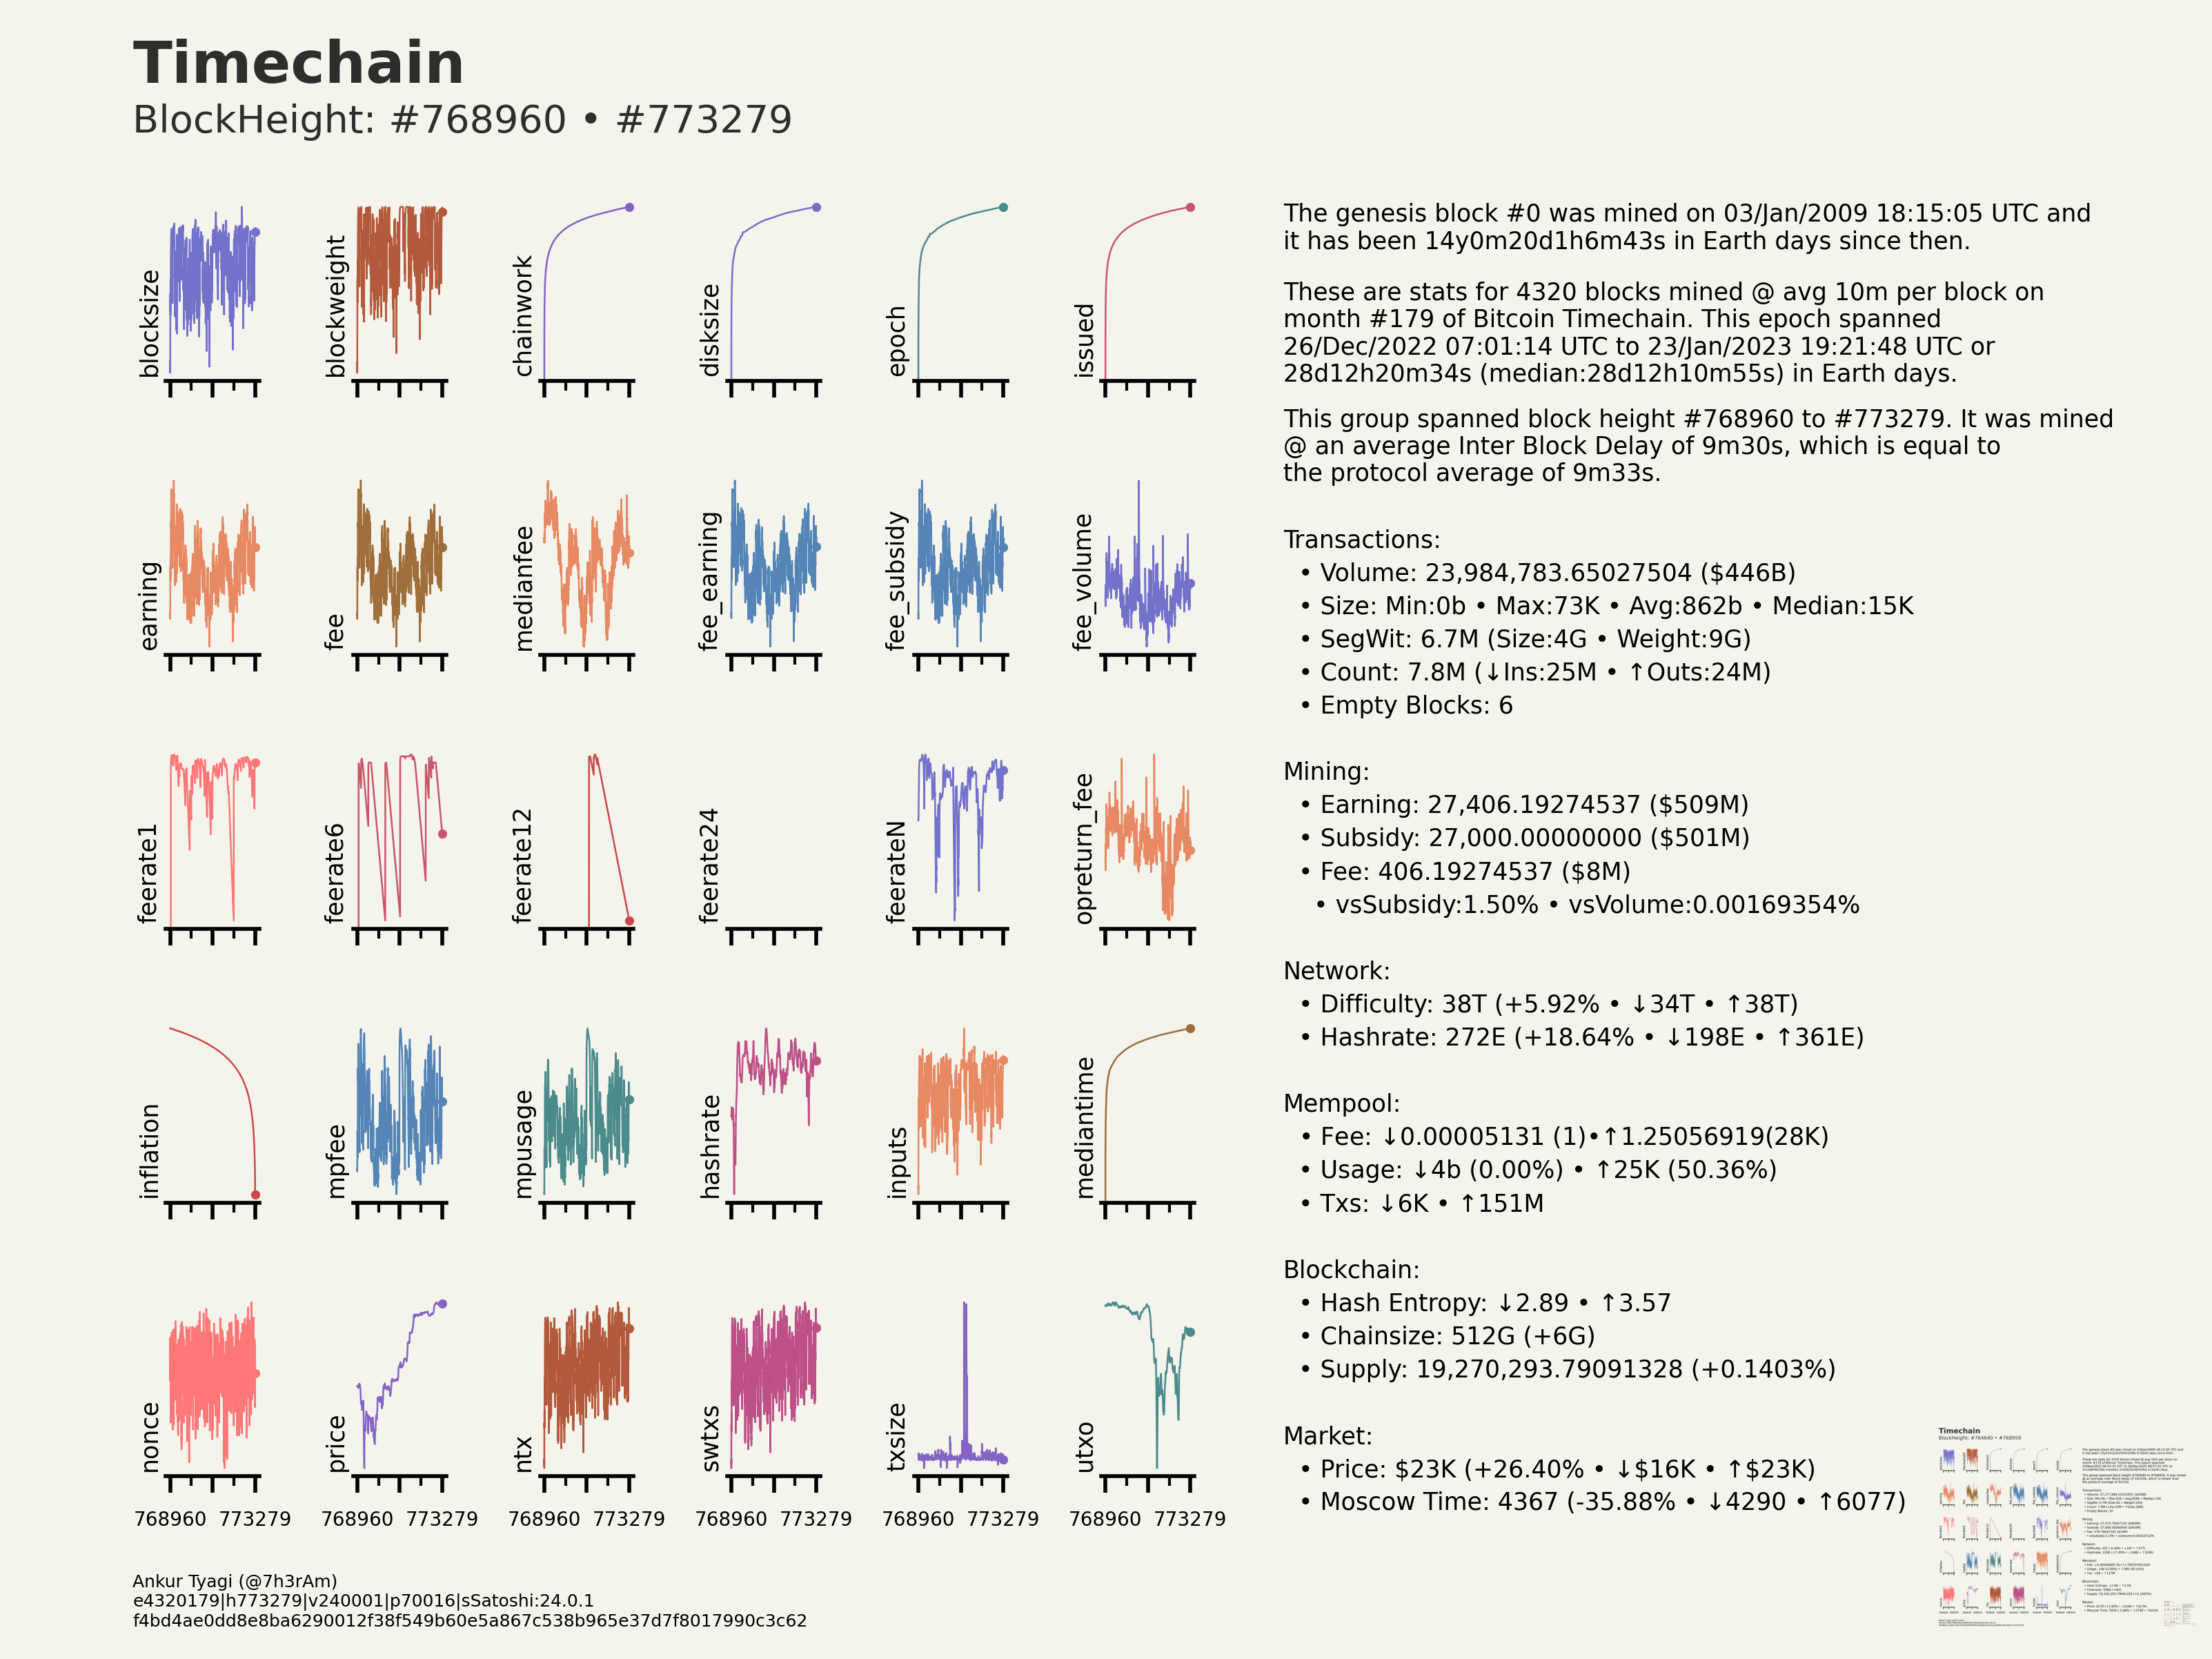 Timechain
BlockHeight: #768960 • #773279
blocksize
blockweight
chainwork
disksize
epoch
issued
earning
fee
medianfee
fee_earning
fee_subsidy
fee_volume
feerate1
feerate6
feerate12
feerate24
feerateN
opreturn_fee
inflation
mpfee
mpusage
hashrate
inputs
mediantime
nonce
price
ntx
swtxs
txsize
utxo
768960 773279 768960 773279 768960 773279 768960 773279 768960 773279 768960 773279
The genesis block #0 was mined on 03/Jan/2009 18:15:05 UTC and
it has been 14y0m20d1h6m43s in Earth days since then.
These are stats for 4320 blocks mined @ avg 10m per block on
month #179 of Bitcoin Timechain. This epoch spanned
26/Dec/2022 07:01:14 UTC to 23/Jan/2023 19:21:48 UTC or
28d12h20m34s (median:28d12h10m55s) in Earth days.
This group spanned block height #768960 to #773279. It was mined
@ an average Inter Block Delay of 9m30s, which is equal to
the protocol average of 9m33s.
Transactions:
• Volume: 23,984,783.65027504 ($446B)
• Size: Min:0b • Max:73K • Avg:862b • Median:15K
• SegWit: 6.7M (Size:4G • Weight:9G)
• Count: 7.8M (↓Ins:25M • ↑Outs:24M)
• Empty Blocks: 6
Mining:
• Earning: 27,406.19274537 ($509M)
• Subsidy: 27,000.00000000 ($501M)
• Fee: 406.19274537 ($8M)
• vsSubsidy:1.50% • vsVolume:0.00169354%
Network:
• Difficulty: 38T (+5.92% • ↓34T • ↑38T)
• Hashrate: 272E (+18.64% • ↓198E • ↑361E)
Mempool:
• Fee: ↓0.00005131 (1)•↑1.25056919(28K)
• Usage: ↓4b (0.00%) • ↑25K (50.36%)
• Txs: ↓6K • ↑151M
Blockchain:
• Hash Entropy: ↓2.89 • ↑3.57
• Chainsize: 512G (+6G)
• Supply: 19,270,293.79091328 (+0.1403%)
Market:
• Price: $23K (+26.40% • ↓$16K • ↑$23K)
• Moscow Time: 4367 (-35.88% • ↓4290 • ↑6077)
Ankur Tyagi (@7h3rAm)
e4320179|h773279|v240001|p70016|sSatoshi:24.0.1
f4bd4ae0dd8e8ba6290012f38f549b60e5a867c538b965e37d7f8017990c3c62
Timechain
BlockHeight: #764640 • #768959